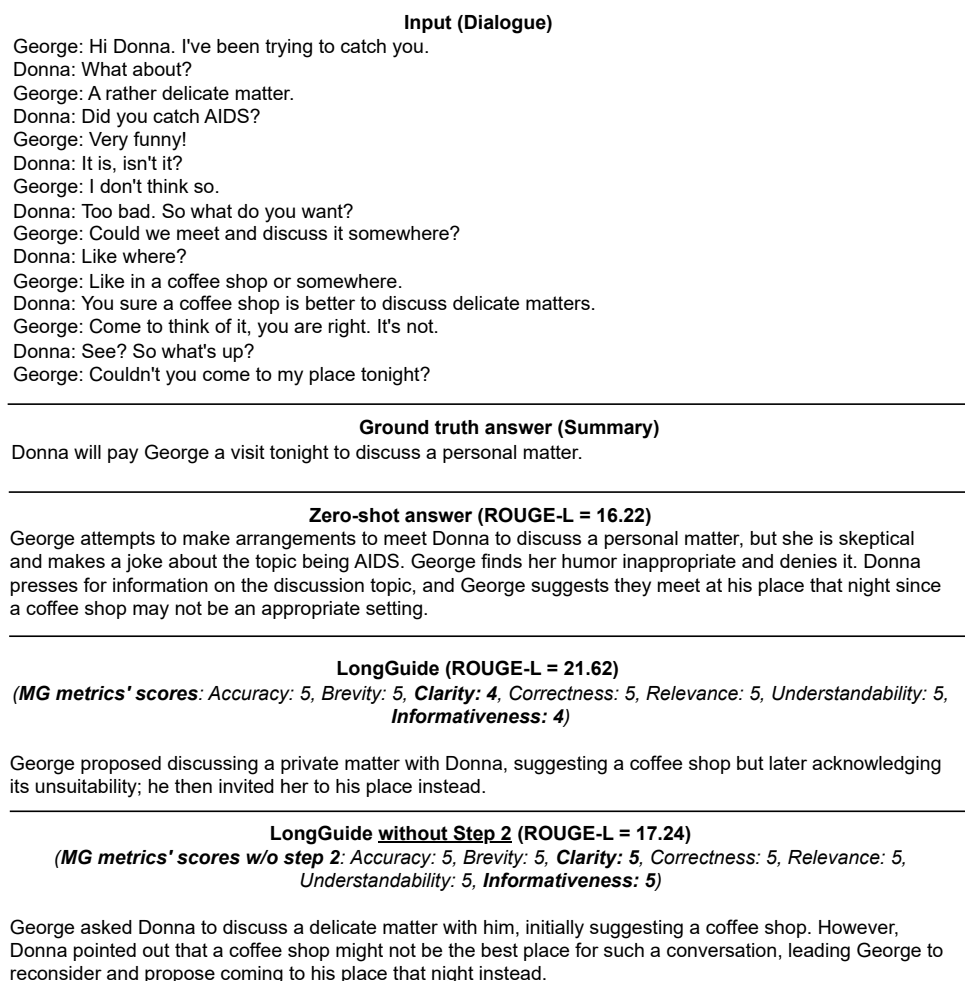 Input (Dialogue)
George: Hi Donna. I've been trying to catch you.
Donna: What about?
George: A rather delicate matter.
Donna: Did you catch AIDS?
George: Very funny!
Donna: It is, isn't it?
George: I don't think so.
Donna: Too bad. So what do you want?
George: Could we meet and discuss it somewhere?
Donna: Like where?
George: Like in a coffee shop or somewhere.
Donna: You sure a coffee shop is better to discuss delicate matters.
George: Come to think of it, you are right. It's not.
Donna: See? So what's up?
George: Couldn't you come to my place tonight?
Ground truth answer (Summary)
Donna will pay George a visit tonight to discuss a personal matter.
Zero-shot answer (ROUGE-L = 16.22)
George attempts to make arrangements to meet Donna to discuss a personal matter, but she is skeptical
and makes a joke about the topic being AIDS. George finds her humor inappropriate and denies it. Donna
presses for information on the discussion topic, and George suggests they meet at his place that night since
a coffee shop may not be an appropriate setting.
LongGuide (ROUGE-L = 21.62)
(MG metrics' scores: Accuracy: 5, Brevity: 5, Clarity: 4, Correctness: 5, Relevance: 5, Understandability: 5,
Informativeness: 4)
George proposed discussing a private matter with Donna, suggesting a coffee shop but later acknowledging
its unsuitability; he then invited her to his place instead.
LongGuide without Step 2 (ROUGE-L = 17.24)
(MG metrics' scores w/o step 2: Accuracy: 5, Brevity: 5, Clarity: 5, Correctness: 5, Relevance: 5,
Understandability: 5, Informativeness: 5)
George asked Donna to discuss a delicate matter with him, initially suggesting a coffee shop. However,
Donna pointed out that a coffee shop might not be the best place for such a conversation, leading George to
reconsider and propose coming to his place that night instead.